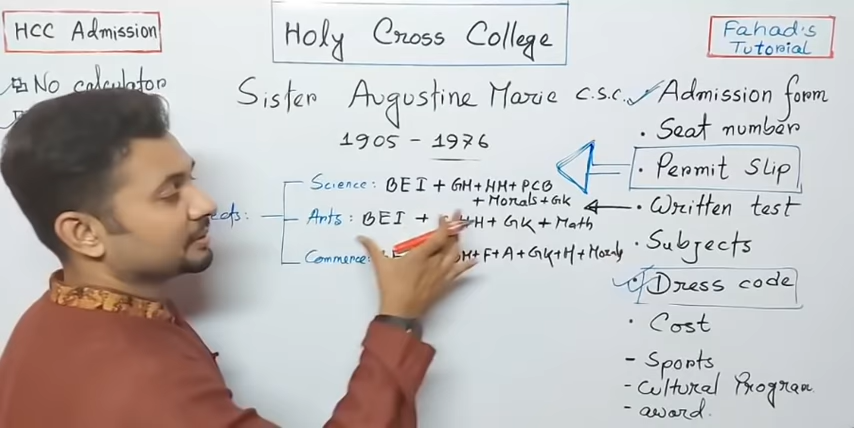 HCC Admission
No calculator
Holy Cross College
Fahad's
Tutorial
Sister Augustine Marie C.S.C.
1905 - 1976
Science: BEI + GH+HH+PCB
+ Morals + GK
Arts: BEI + HH + GK + Math
Commerce: H+F+A+GK+H+Morals
Admission form
Seat number
Permit Slip
Written test
Subjects
Dress code
Cost
- Sports
- Cultural Program
- award.